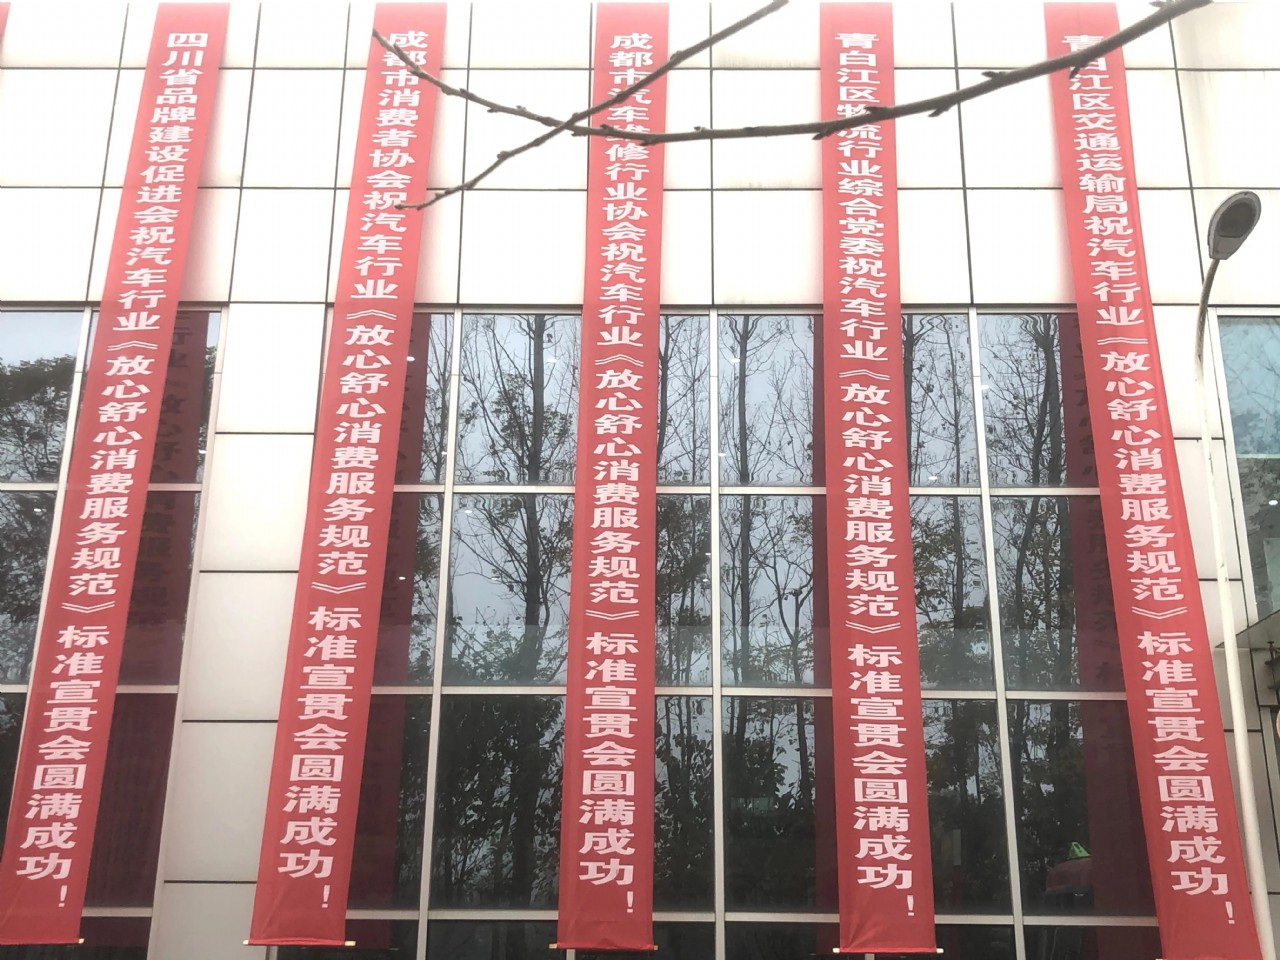 四川省品牌建设促进会祝汽车行业《放心舒心消费服务规范》标准宣贯会圆满成功！
成都市消费者协会祝汽车行业《放心舒心消费服务规范》标准宣贯会圆满成功！
成都市汽车维修行业协会祝汽车行业《放心舒心消费服务规范》标准宣贯会圆满成功！
青白江区物流行业综合党委祝汽车行业《放心舒心消费服务规范》标准宣贯会圆满成功！
青白江区交通运输局祝汽车行业《放心舒心消费服务规范》标准宣贯会圆满成功！